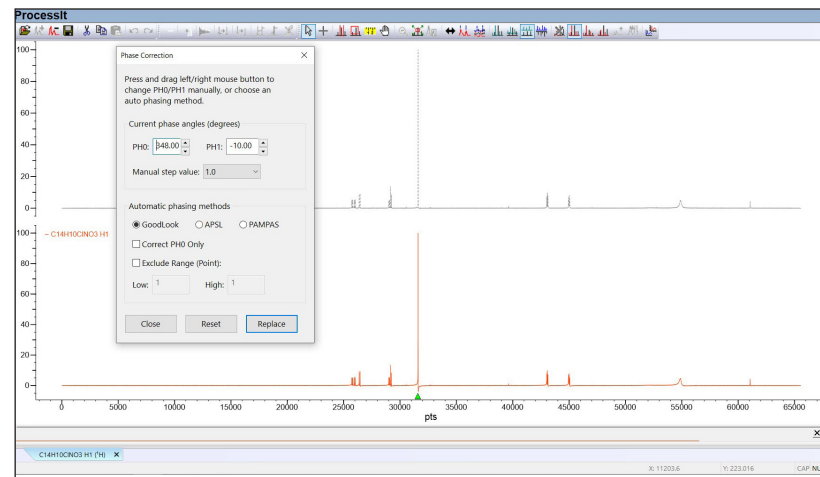 ProcessIt
Phase Correction
Press and drag left/right mouse button to
change PH0/PH1 manually, or choose an
auto phasing method.
Current phase angles (degrees)
PH0: 348.00 PH1: -10.00
Manual step value: 1.0
Automatic phasing methods
GoodLook APSL PAMPAS
Correct PH0 Only
Exclude Range (Point):
Low: 1 High: 1
Close Reset Replace
100
80
60
40
20
0
100
C14H10ClNO3 H1
80
60
40
20
0
0 5000 10000 15000 20000 25000 30000 35000 40000 45000 50000 55000 60000 65000
pts
C14H10ClNO3 H1 (¹H)
X: 11203.6 Y: 223.016 CAP NU